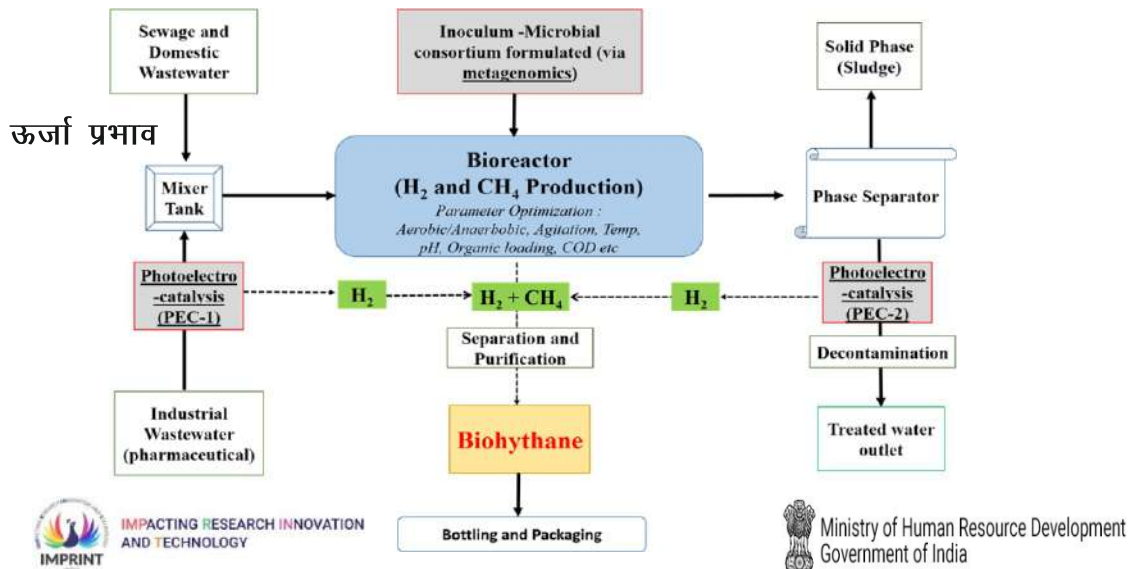 Sewage and
Domestic
Wastewater
Inoculum -Microbial
consortium formulated (via
metagenomics)
Solid Phase
(Sludge)
ऊर्जा प्रभाव
Mixer
Tank
Bioreactor
(H₂ and CH₄ Production)
Parameter Optimization :
Aerobic/Anaerbobic, Agitation, Temp,
pH, Organic loading, COD etc
Phase Separator
Photoelectro
-catalysis
(PEC-1)
H₂
H₂ + CH₄
H₂
Photoelectro
-catalysis
(PEC-2)
Separation and
Purification
Decontamination
Industrial
Wastewater
(pharmaceutical)
Biohythane
Treated water
outlet
Bottling and Packaging
IMPRINT
IMPACTING RESEARCH INNOVATION
AND TECHNOLOGY
Ministry of Human Resource Development
Government of India